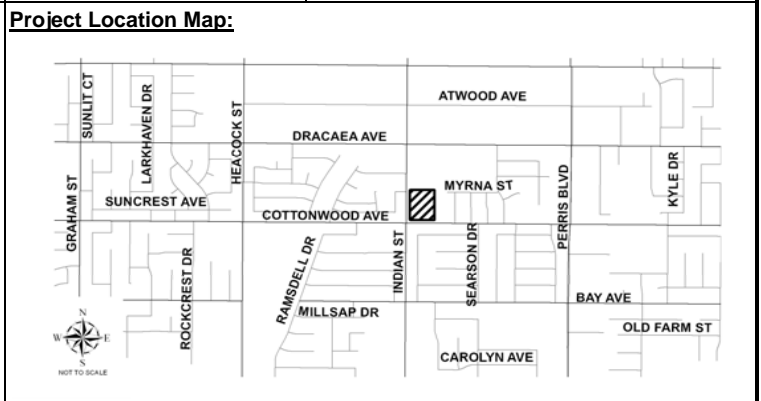 Project Location Map:
SUNLIT CT
LARKHAVEN DR
HEACOCK ST
ATWOOD AVE
DRACAEA AVE
GRAHAM ST
SUNCREST AVE
COTTONWOOD AVE
MYRNA ST
PERRIS BLVD
KYLE DR
ROCKCREST DR
RAMSDELL DR
INDIAN ST
SEARSON DR
MILLSAP DR
BAY AVE
OLD FARM ST
CAROLYN AVE
N
W E
S
NOT TO SCALE